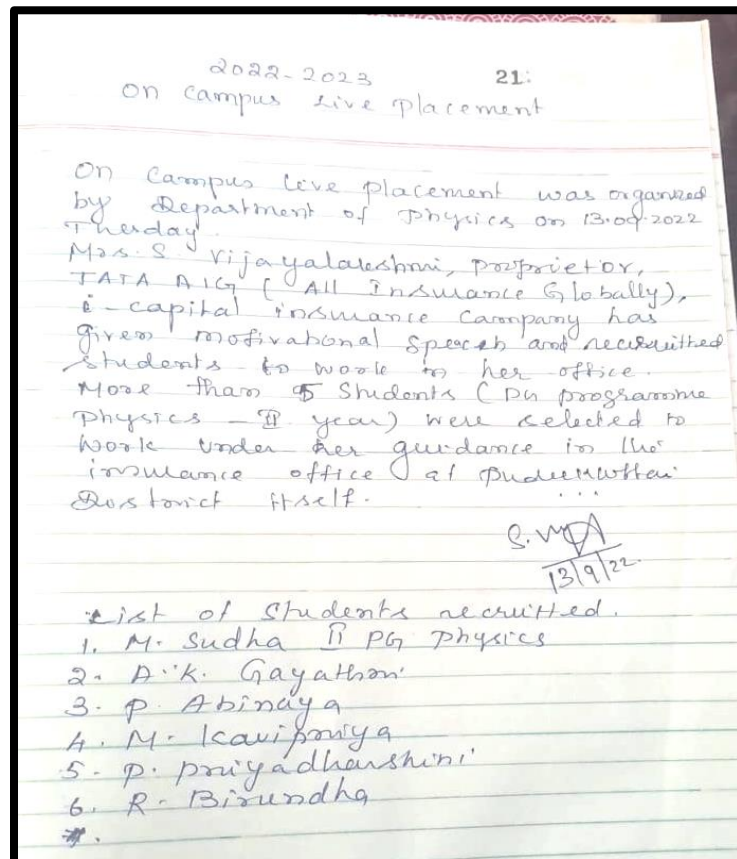 2022-2023
21:
On Campus Live Placement
On Campus live placement was organized
by Department of Physics on 13.09.2022
Thesday.
Mrs. S. Vijayalakshmi, proprietor,
TATA AIG ( All Insurance Globally),
i-capital insurance Campany has
given motivational speech and recruitted
students to work in her office.
More than 5 Students (PG programme
Physics - II year) were selected to
work under her guidance in the
insurance office at Pudukkottai
District itself.
...
13/9/22.
List of Students recruitted.
1. M. Sudha II PG Physics
2. A.K. Gayathri
3. P. Abinaya
4. M. Kavipriya
5. P. Priyadharshini
6. R. Birundha